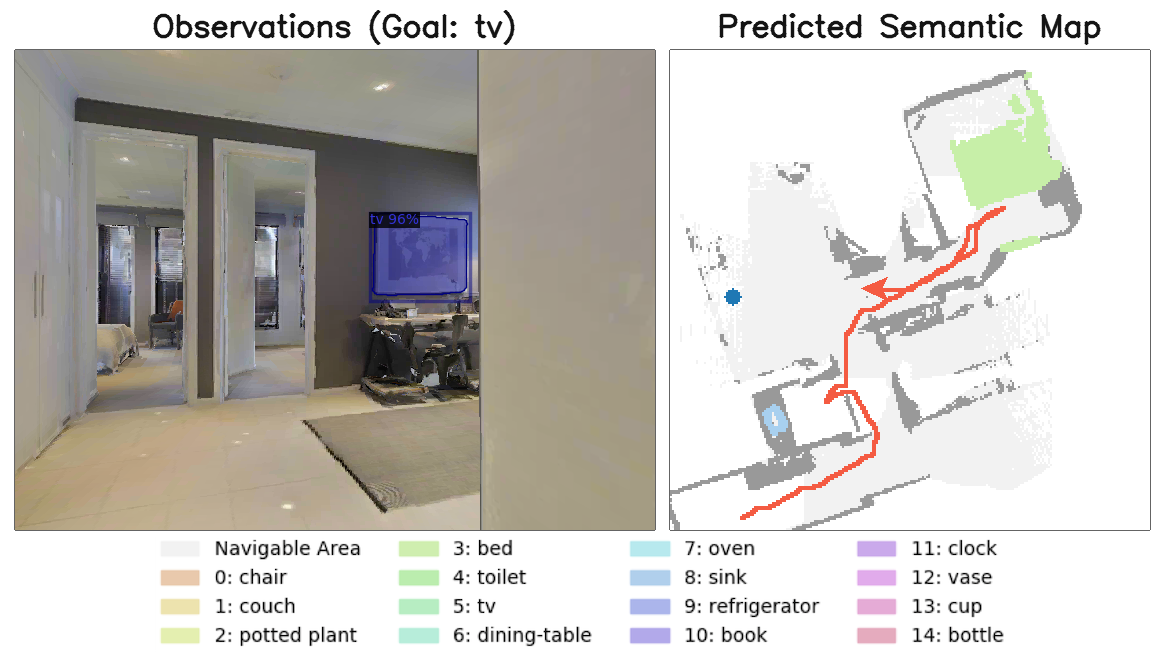 Observations (Goal: tv)
Predicted Semantic Map
tv 96%
Navigable Area
0: chair
1: couch
2: potted plant
3: bed
4: toilet
5: tv
6: dining-table
7: oven
8: sink
9: refrigerator
10: book
11: clock
12: vase
13: cup
14: bottle